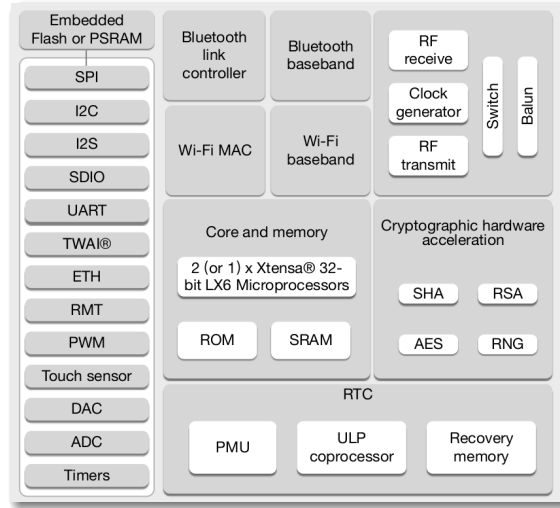 Embedded
Flash or PSRAM
SPI
I2C
I2S
SDIO
UART
TWAI®
ETH
RMT
PWM
Touch sensor
DAC
ADC
Timers
Bluetooth
link
controller
Bluetooth
baseband
Wi-Fi MAC
Wi-Fi
baseband
RF
receive
Clock
generator
RF
transmit
Switch
Balun
Core and memory
2 (or 1) x Xtensa® 32-
bit LX6 Microprocessors
ROM
SRAM
Cryptographic hardware
acceleration
SHA
RSA
AES
RNG
RTC
PMU
ULP
coprocessor
Recovery
memory